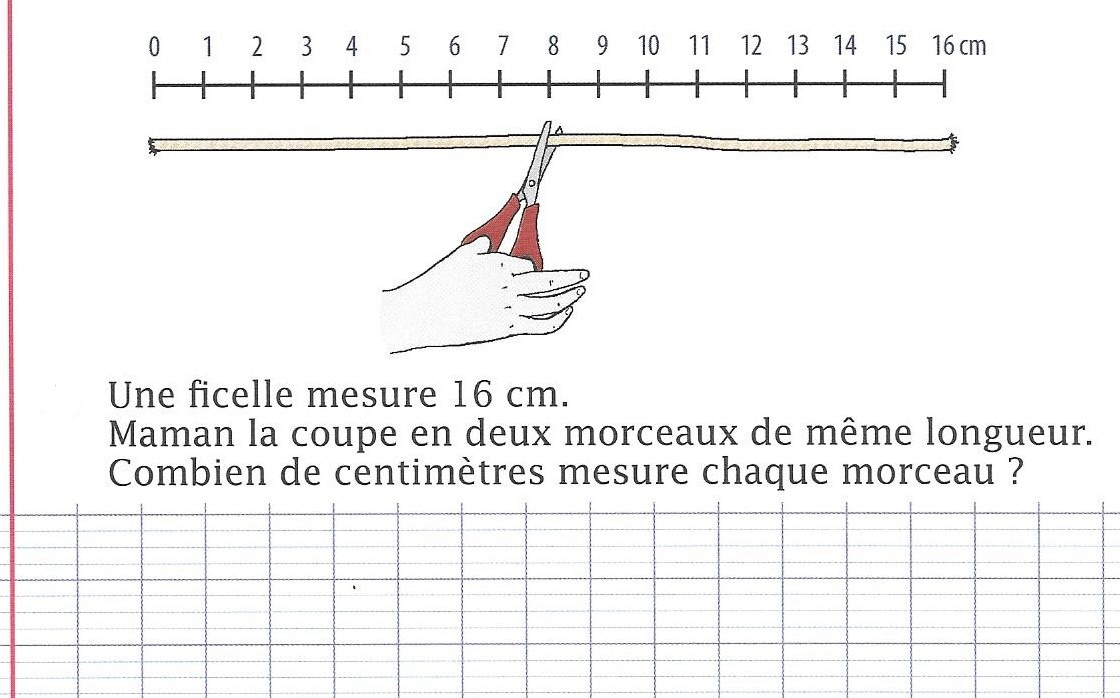 0 1 2 3 4 5 6 7 8 9 10 11 12 13 14 15 16 cm
Une ficelle mesure 16 cm.
Maman la coupe en deux morceaux de même longueur.
Combien de centimètres mesure chaque morceau ?